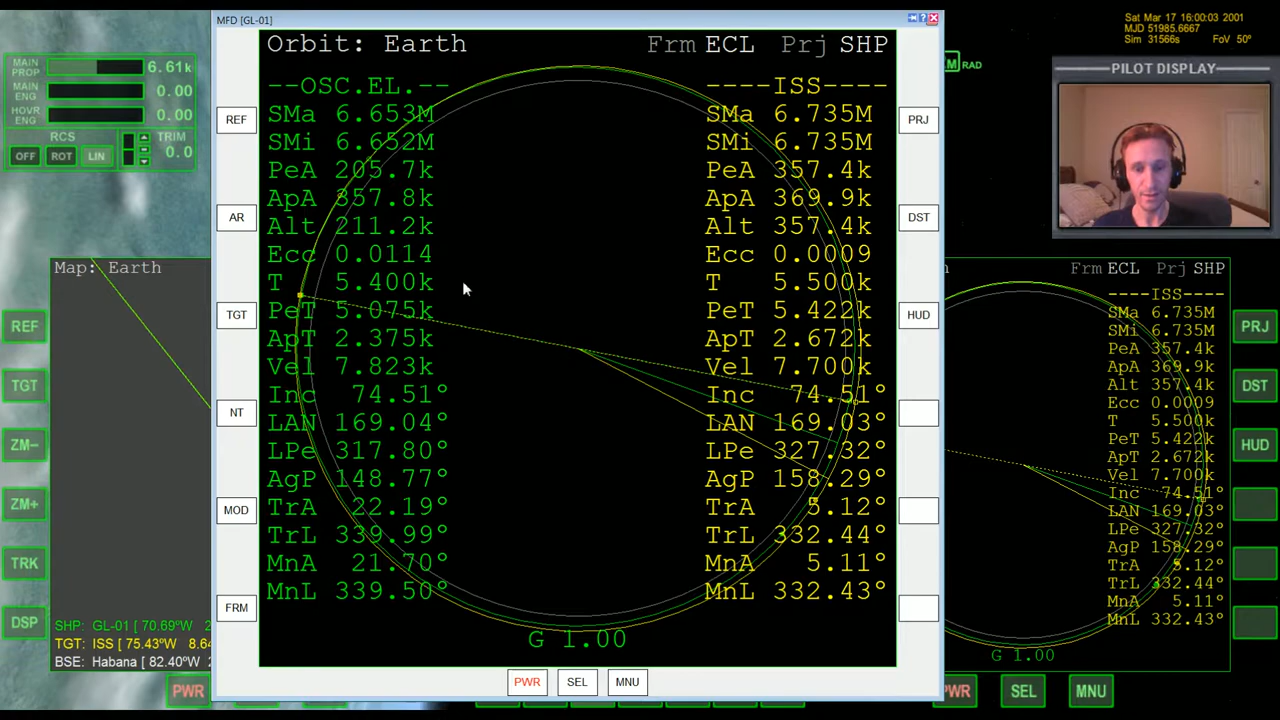 MFD [GL-01]
Sat Mar 17 16:00:03 2001
MJD 51985.6667
Sim 31566s
FoV 50°
Orbit: Earth
Frm ECL Prj SHP
MAIN PROP 6.61k
MAIN ENG 0.00
HOVR ENG 0.00
RCS
TRIM
OFF
ROT
LIN
0.0
RAD
PILOT DISPLAY
--OSC.EL.--
SMa 6.653M
SMi 6.652M
PeA 205.7k
ApA 357.8k
Alt 211.2k
Ecc 0.0114
T 5.400k
PeT 5.075k
ApT 2.375k
Vel 7.823k
Inc 74.51°
LAN 169.04°
LPe 317.80°
AgP 148.77°
TrA 22.19°
TrL 339.99°
MnA 21.70°
MnL 339.50°
----ISS----
SMa 6.735M
SMi 6.735M
PeA 357.4k
ApA 369.9k
Alt 357.4k
Ecc 0.0009
T 5.500k
PeT 5.422k
ApT 2.672k
Vel 7.700k
Inc 74.51°
LAN 169.03°
LPe 327.32°
AgP 158.29°
TrA 5.12°
TrL 332.44°
MnA 5.11°
MnL 332.43°
G 1.00
REF
AR
TGT
NT
MOD
FRM
PRJ
DST
HUD
PWR
SEL
MNU
Map: Earth
REF
TGT
ZM-
ZM+
TRK
DSP
SHP: GL-01 [ 70.69°W
TGT: ISS [ 75.43°W 8.64
BSE: Habana [ 82.40°W
PWR
Frm ECL Prj SHP
----ISS----
SMa 6.735M
SMi 6.735M
PeA 357.4k
ApA 369.9k
Alt 357.4k
Ecc 0.0009
T 5.500k
PeT 5.422k
ApT 2.672k
Vel 7.700k
Inc 74.51°
LAN 169.03°
LPe 327.32°
AgP 158.29°
TrA 5.12°
TrL 332.44°
MnA 5.11°
MnL 332.43°
G 1.00
PRJ
DST
HUD
PWR
SEL
MNU